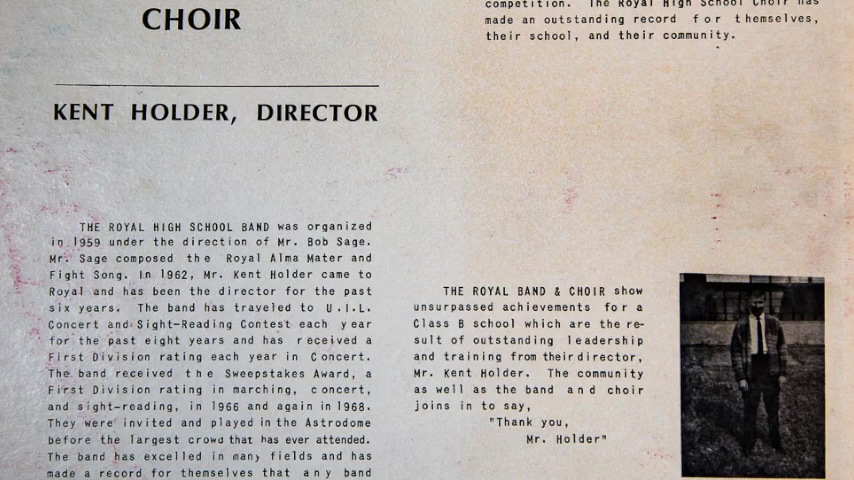 CHOIR
KENT HOLDER, DIRECTOR
THE ROYAL HIGH SCHOOL BAND was organized
in 1959 under the direction of Mr. Bob Sage.
Mr. Sage composed the Royal Alma Mater and
Fight Song. In 1962, Mr. Kent Holder came to
Royal and has been the director for the past
six years. The band has traveled to U.I.L.
Concert and Sight-Reading Contest each year
for the past eight years and has received a
First Division rating each year in Concert.
The band received the Sweepstakes Award, a
First Division rating in marching, concert,
and sight-reading, in 1966 and again in 1968.
They were invited and played in the Astrodome
before the largest crowd that has ever attended.
The band has excelled in many fields and has
made a record for themselves that any band
competition. The Royal High School Choir has
made an outstanding record for themselves,
their school, and their community.
THE ROYAL BAND & CHOIR show
unsurpassed achievements for a
Class B school which are the re-
sult of outstanding leadership
and training from their director,
Mr. Kent Holder. The community
as well as the band and choir
joins in to say,
"Thank you,
Mr. Holder"